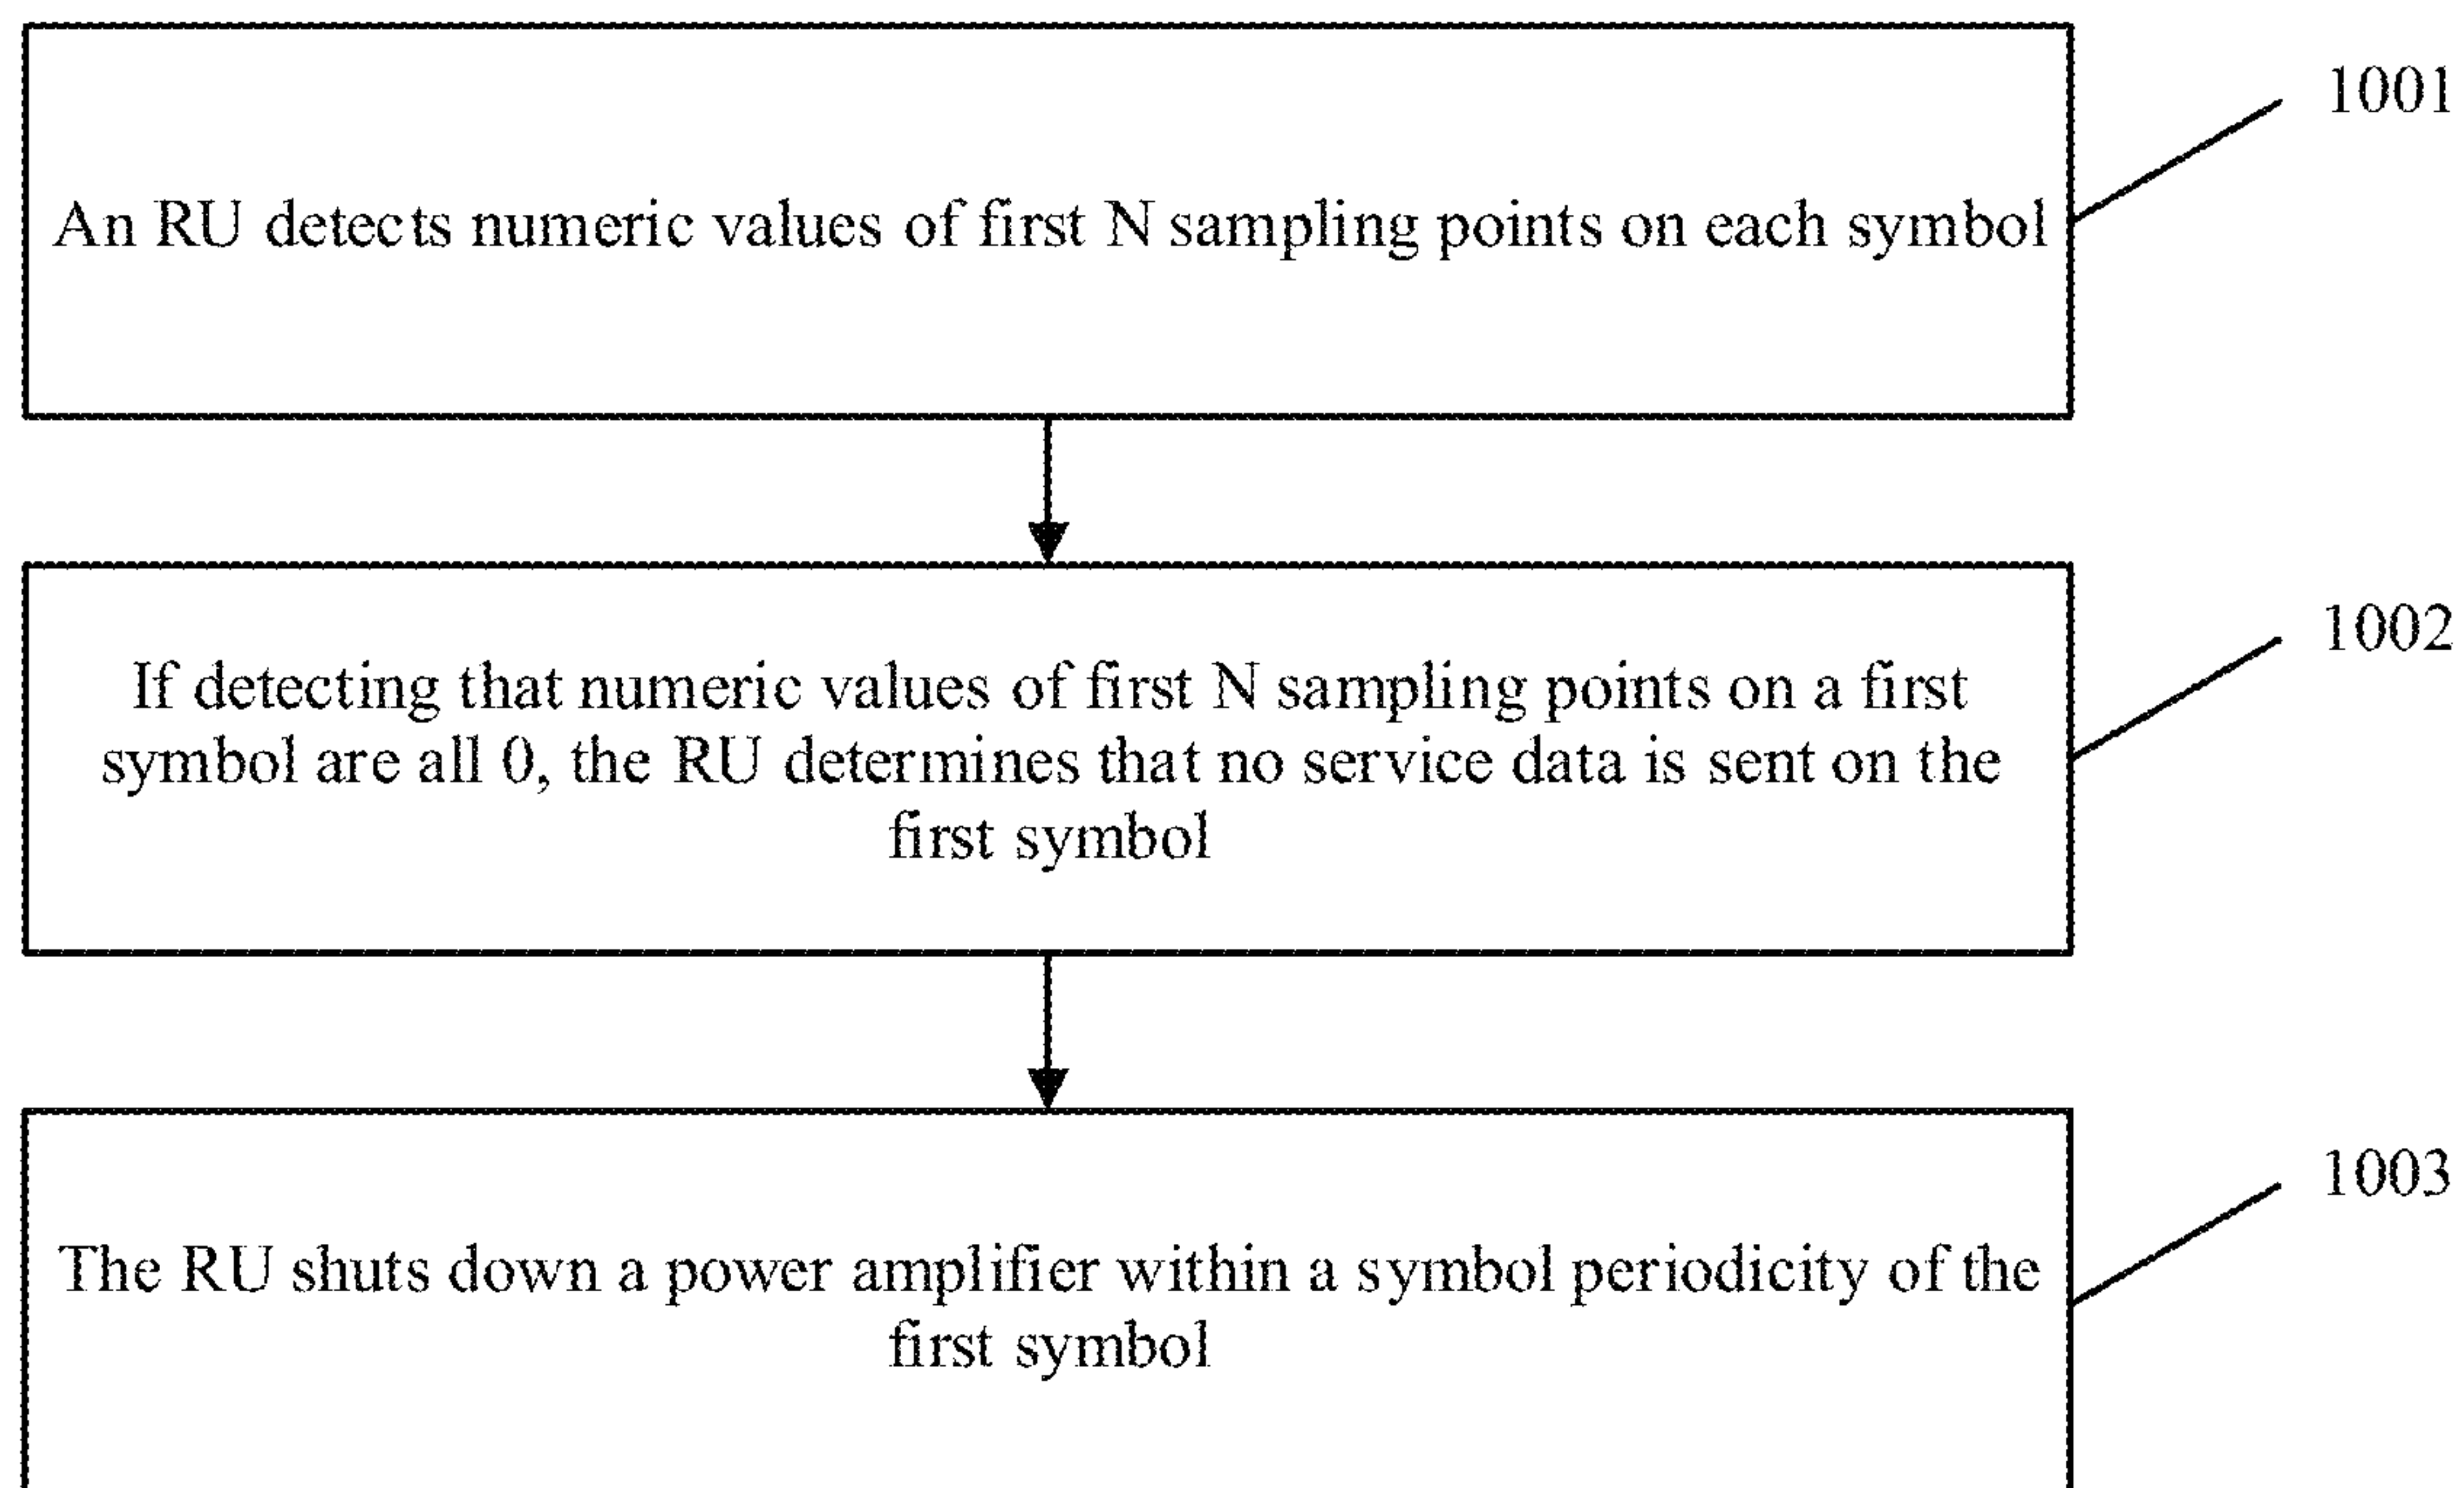 An RU detects numeric values of first N sampling points on each symbol
1001
If detecting that numeric values of first N sampling points on a first
symbol are all 0, the RU determines that no service data is sent on the
first symbol
1002
The RU shuts down a power amplifier within a symbol periodicity of the
first symbol
1003